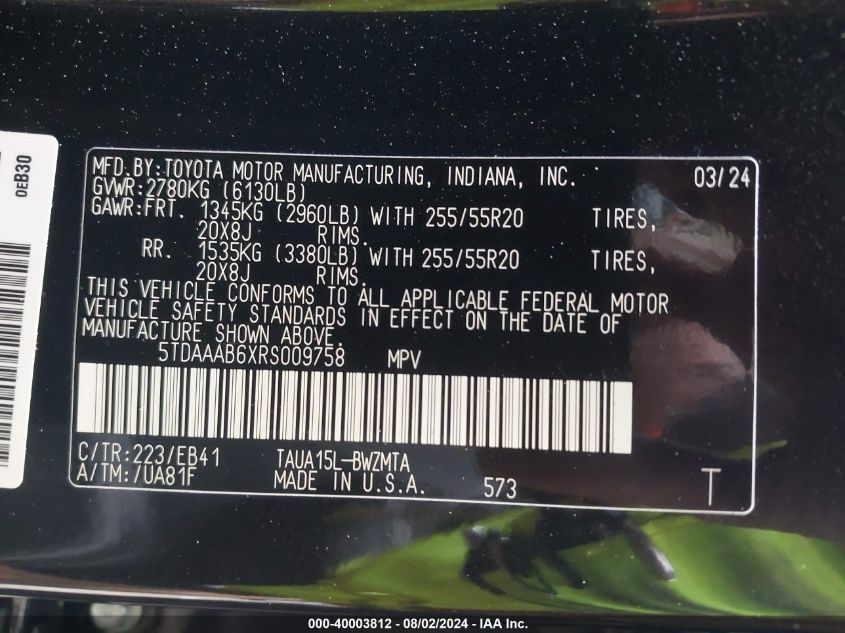 0EB30
MFD.BY:TOYOTA MOTOR MANUFACTURING, INDIANA, INC. 03/24
GVWR:2780KG (6130LB)
GAWR:FRT. 1345KG (2960LB) WITH 255/55R20 TIRES,
20X8J RIMS.
RR. 1535KG (3380LB) WITH 255/55R20 TIRES,
20X8J RIMS.
THIS VEHICLE CONFORMS TO ALL APPLICABLE FEDERAL MOTOR
VEHICLE SAFETY STANDARDS IN EFFECT ON THE DATE OF
MANUFACTURE SHOWN ABOVE.
5TDAAAB6XRS009758 MPV
C/TR:223/EB41 TAUA15L-BWZMTA
A/TM:/UA81F MADE IN U.S.A. 573 T
000-40003812 - 08/02/2024 - IAA Inc.